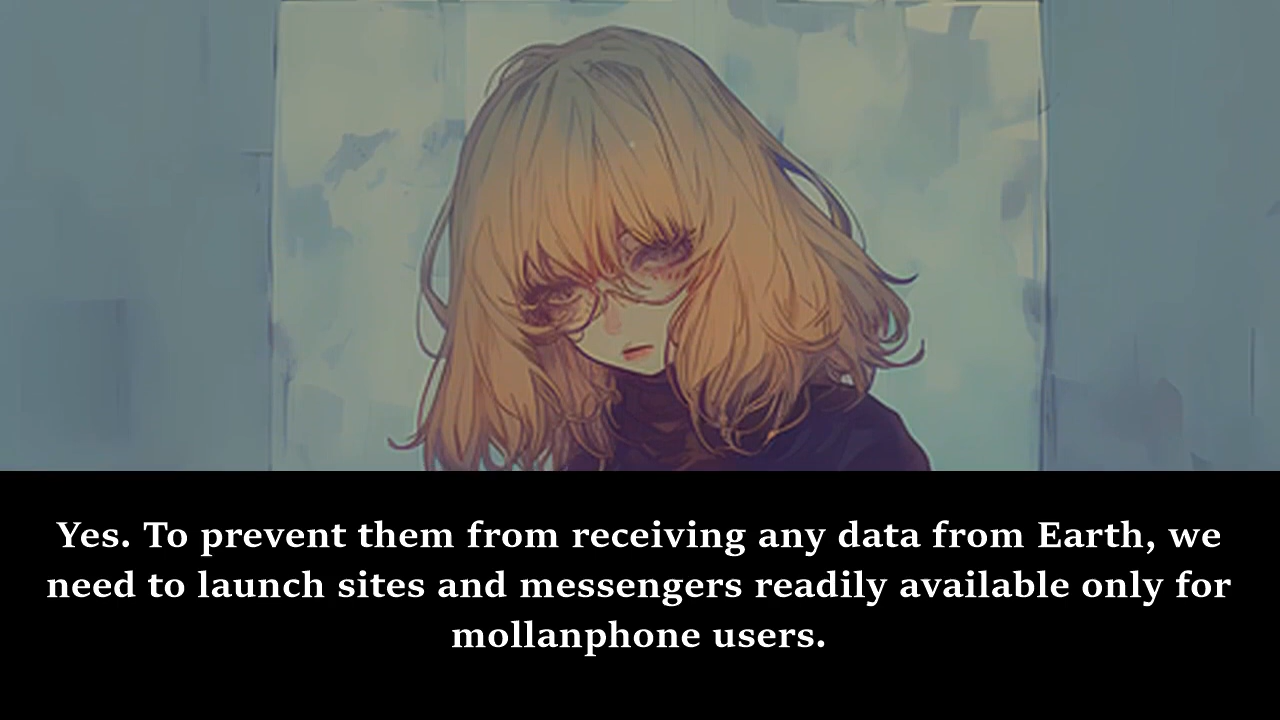 Yes. To prevent them from receiving any data from Earth, we
need to launch sites and messengers readily available only for
mollanphone users.